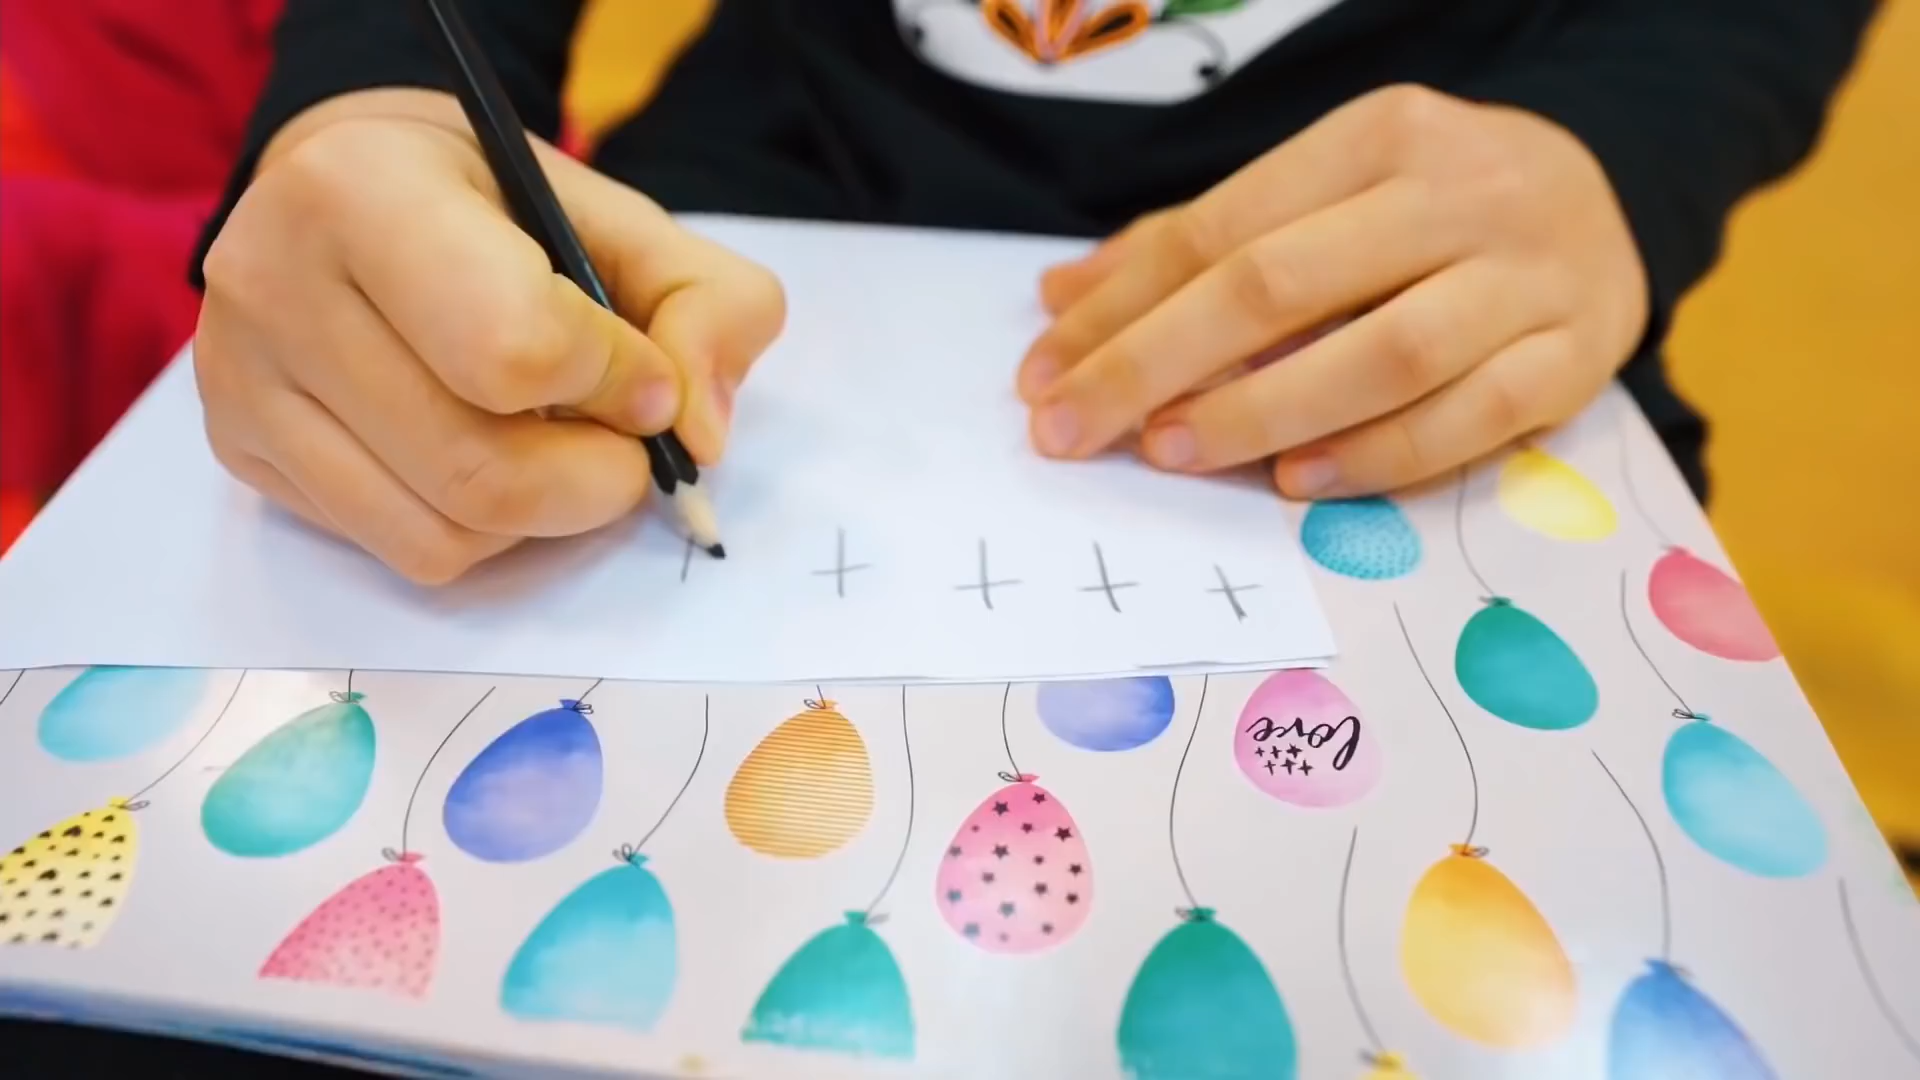 + + + +
love